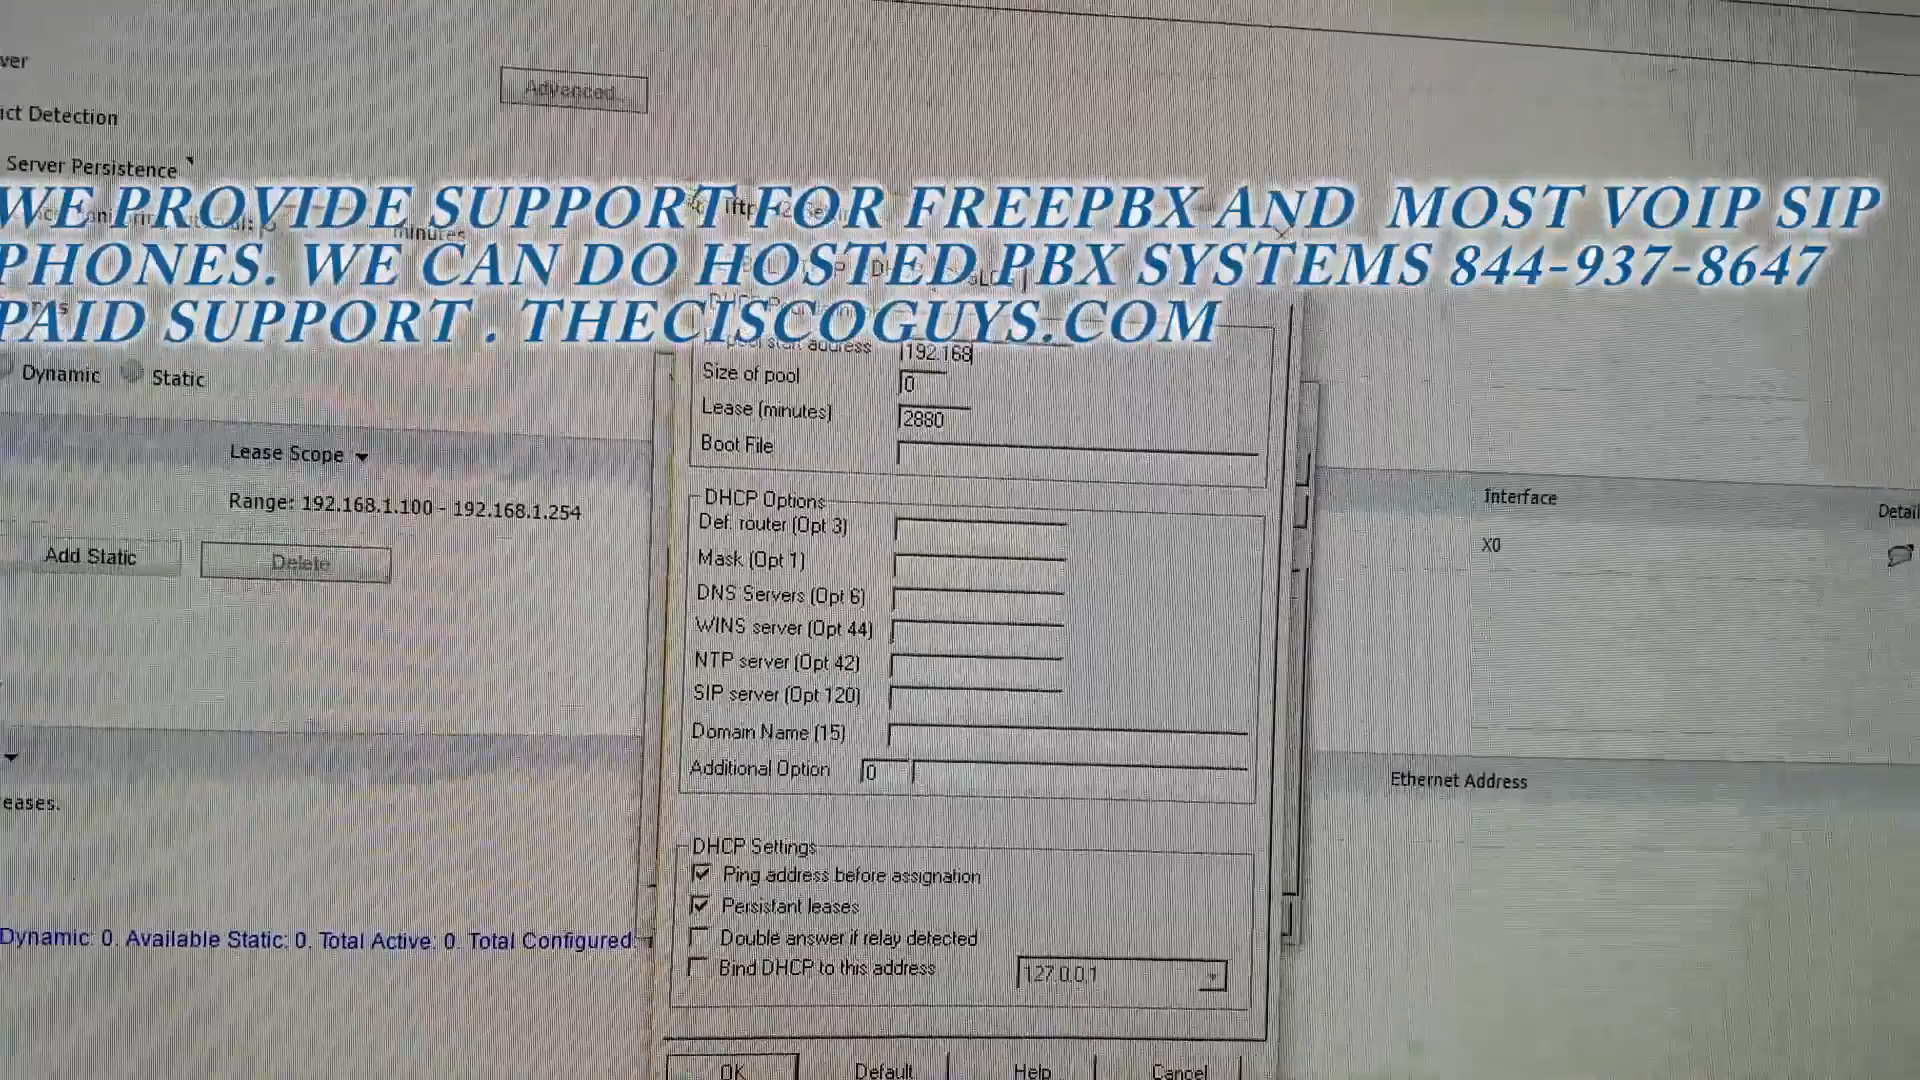 ver
Advanced...
ict Detection
Server Persistence
WE PROVIDE SUPPORT FOR FREEPBX AND MOST VOIP SIP
PHONES. WE CAN DO HOSTED PBX SYSTEMS 844-937-8647
PAID SUPPORT . THECISCOGUYS.COM
minutes
Dynamic Static
Lease Scope
Range: 192.168.1.100 - 192.168.1.254
Add Static Delete
eases.
Dynamic: 0. Available Static: 0. Total Active: 0. Total Configured:
start address 192.168
Size of pool 0
Lease (minutes) 2880
Boot File
DHCP Options
Def. router (Opt 3)
Mask (Opt 1)
DNS Servers (Opt 6)
WINS server (Opt 44)
NTP server (Opt 42)
SIP server (Opt 120)
Domain Name (15)
Additional Option 0
DHCP Settings
Ping address before assignation
Persistant leases
Double answer if relay detected
Bind DHCP to this address 127.0.0.1
OK Default Help Cancel
Interface
Detail
X0
Ethernet Address